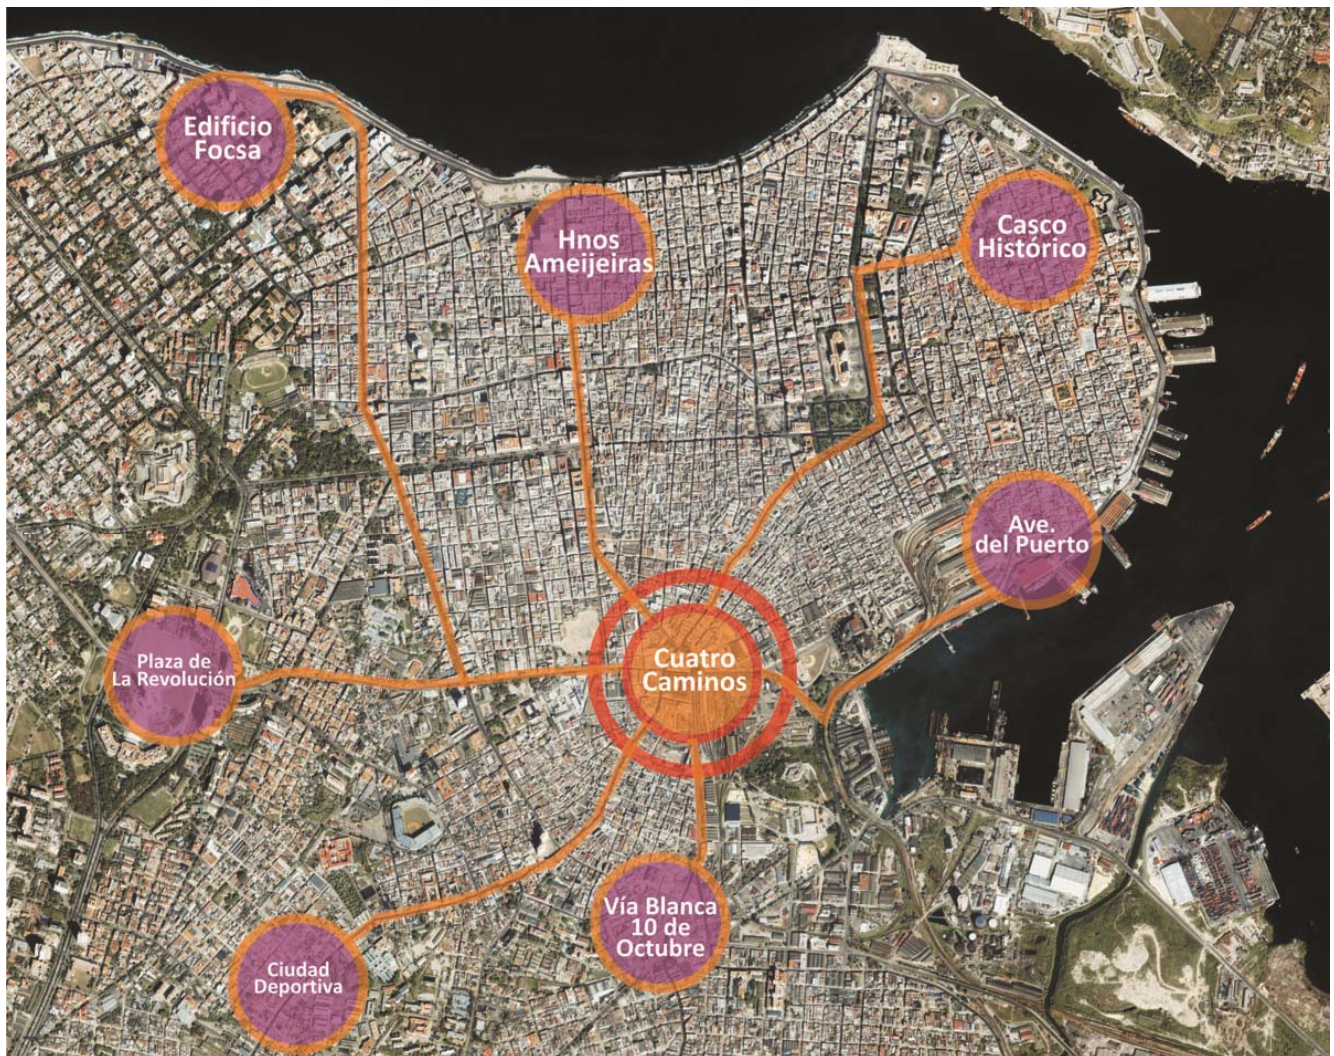 Edificio
Focsa
Hnos
Ameijeiras
Casco
Histórico
Ave.
del Puerto
Plaza de
La Revolución
Cuatro
Caminos
Vía Blanca
10 de
Octubre
Ciudad
Deportiva